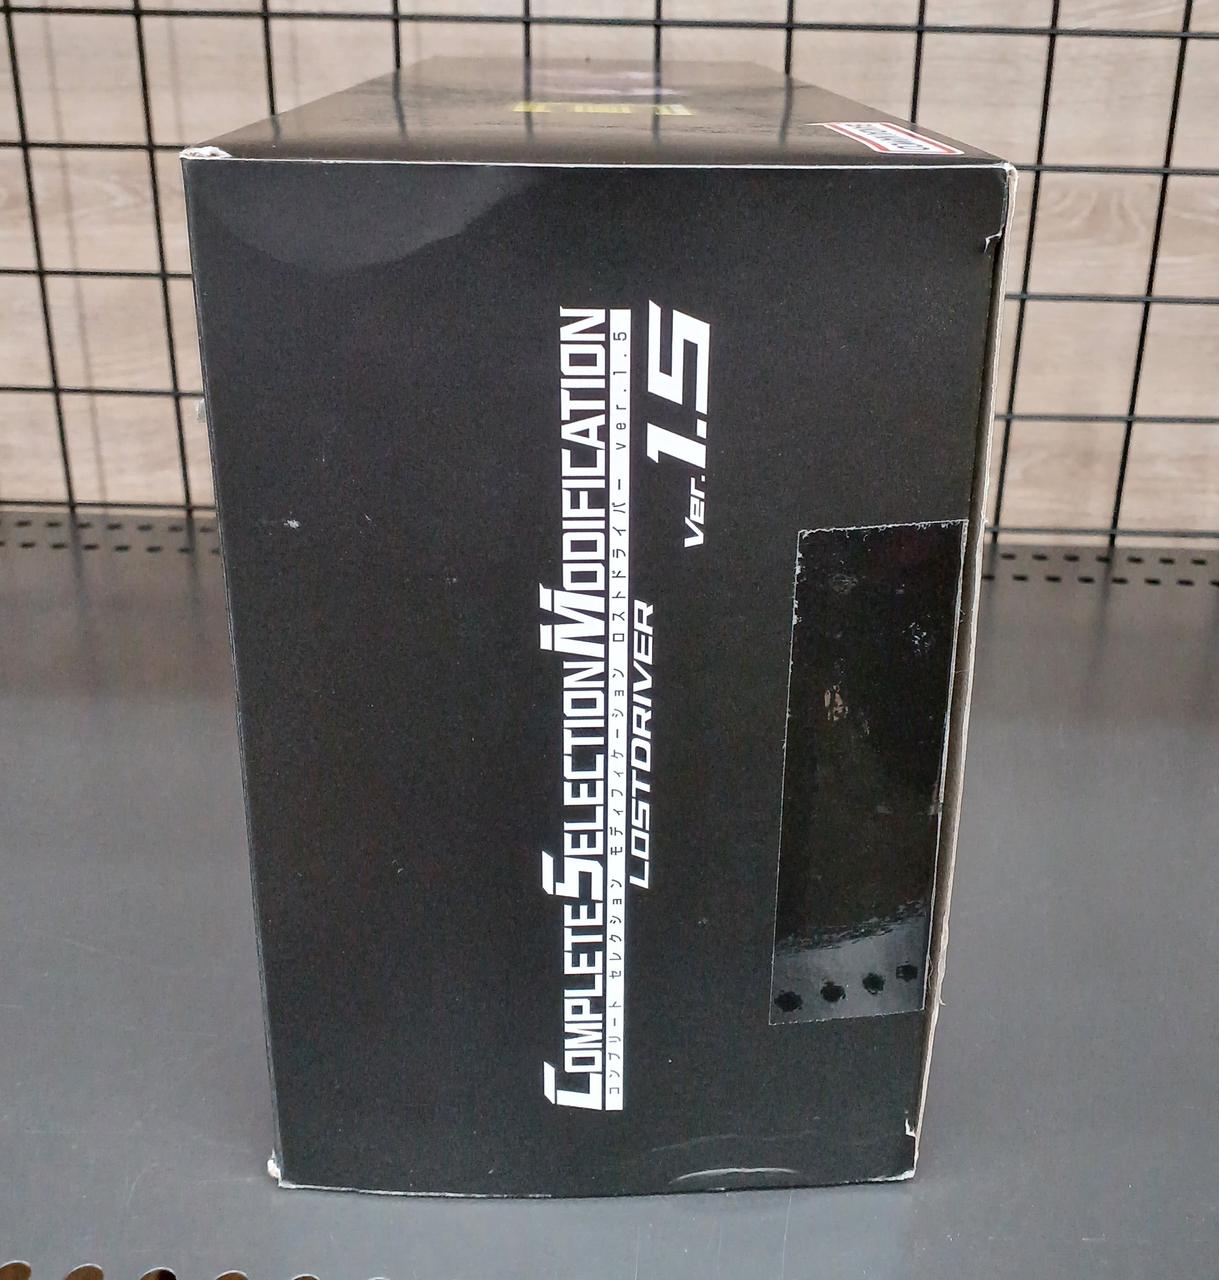 COMPLETE SELECTION MODIFICATION
コンプリート セレクション モディフィケーション ロストドライバー ver.1.5
LOSTDRIVER
Ver.1.5